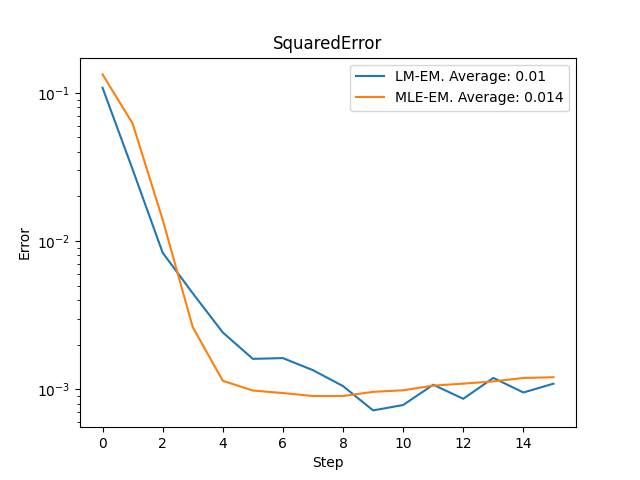 SquaredError
LM-EM. Average: 0.01
MLE-EM. Average: 0.014
Error
10⁻¹
10⁻²
10⁻³
0 2 4 6 8 10 12 14
Step